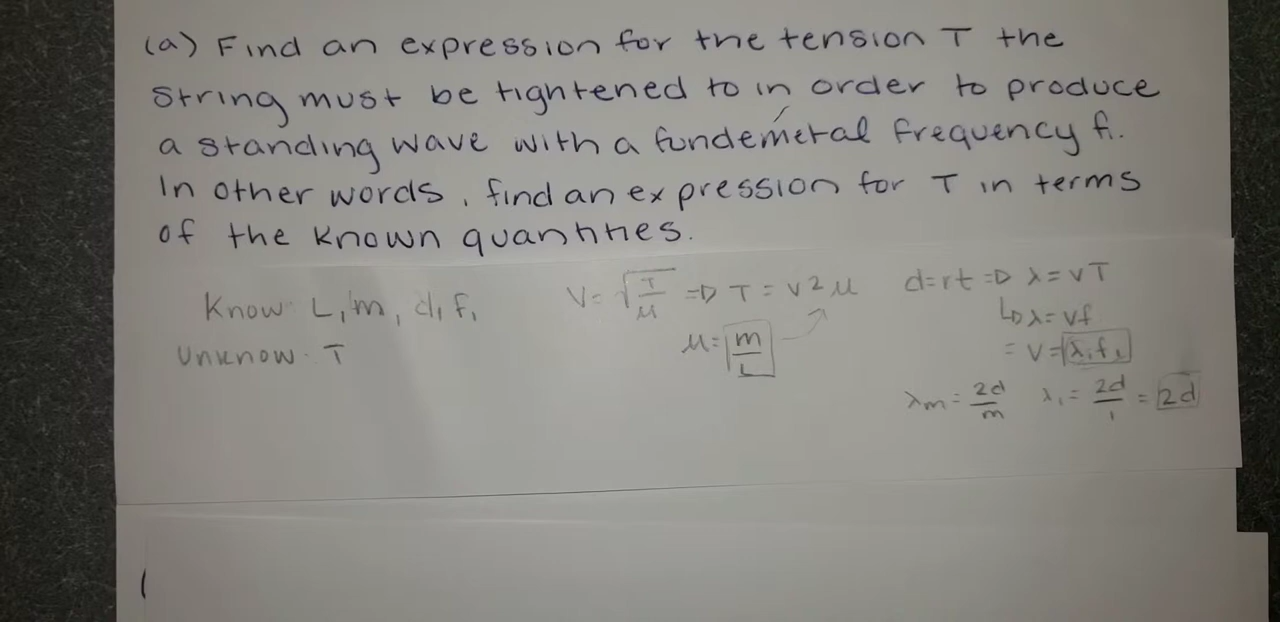 (a) Find an expression for the tension T the
string must be tightened to in order to produce
a standing wave with a fundemetal frequency f₁.
In other words, find an expression for T in terms
of the known quantities.
Know: L, m, d, f₁
Unknow: T
V = √T/μ => T = v2μ
μ = m/L
d=rt => λ = vT
↳ λ = vf
= V = λ₁f₁
λm = 2d/m λ₁ = 2d/1 = 2d
(